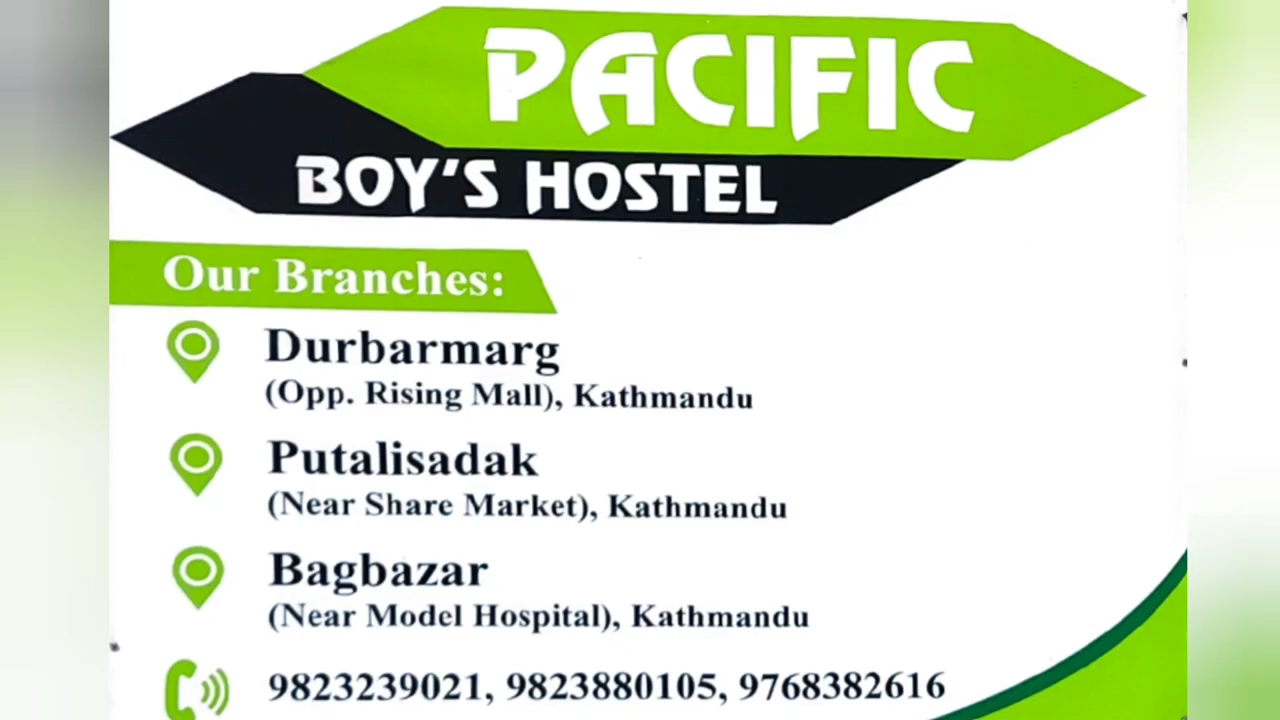 PACIFIC
BOY'S HOSTEL
Our Branches:
Durbarmarg
(Opp. Rising Mall), Kathmandu
Putalisadak
(Near Share Market), Kathmandu
Bagbazar
(Near Model Hospital), Kathmandu
9823239021, 9823880105, 9768382616